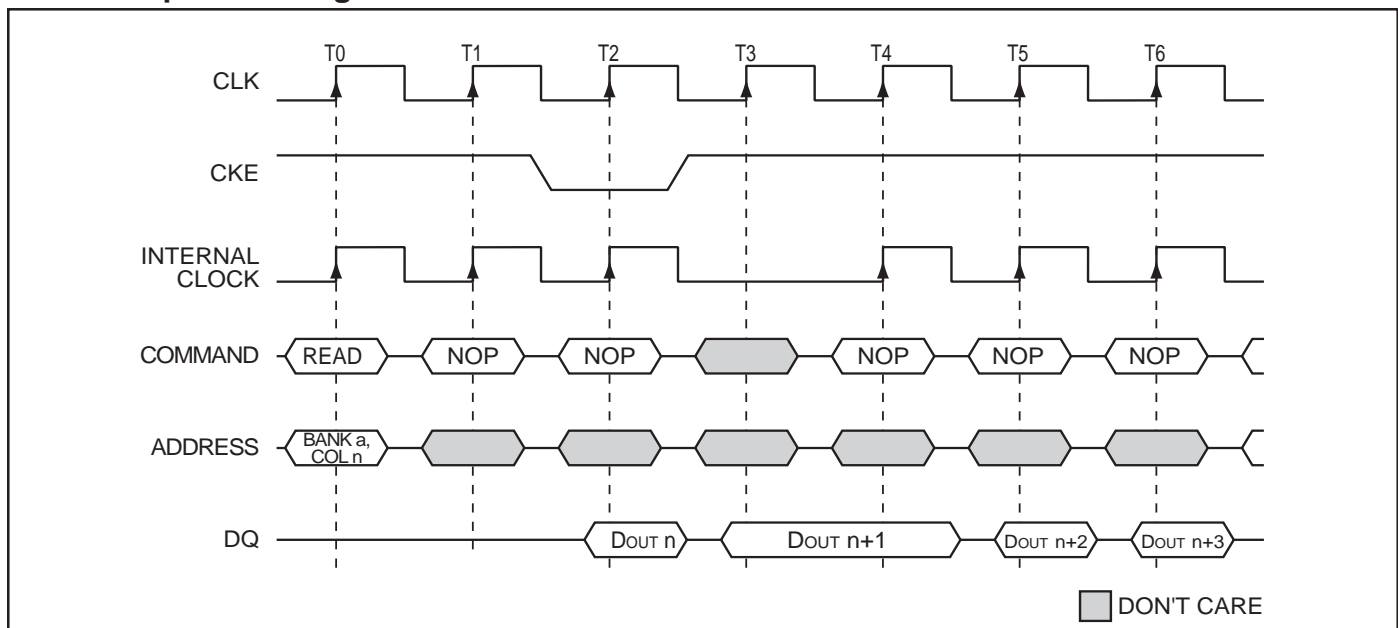 T0 T1 T2 T3 T4 T5 T6
CLK
CKE
INTERNAL
CLOCK
COMMAND READ NOP NOP NOP NOP NOP
ADDRESS BANK a,
COL n
DQ DOUT n DOUT n+1 DOUT n+2 DOUT n+3
DON'T CARE